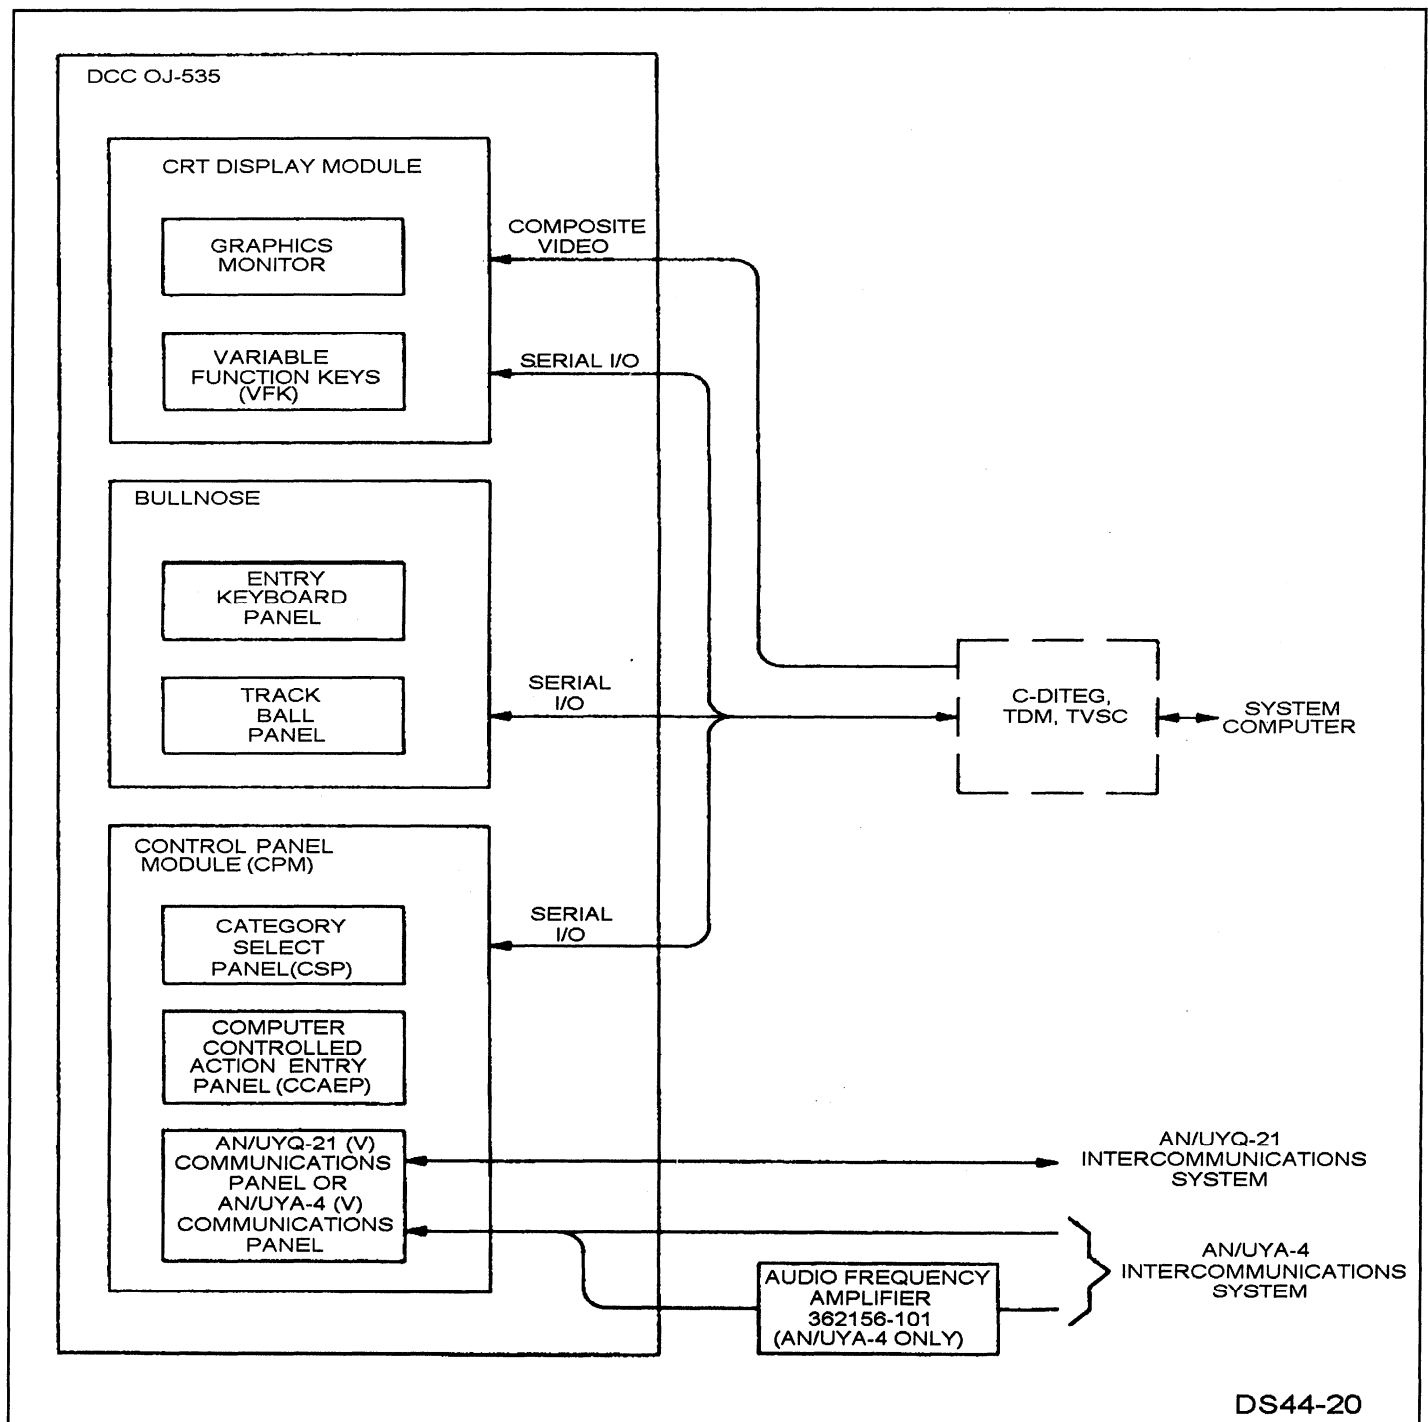 DCC OJ-535
CRT DISPLAY MODULE
GRAPHICS
MONITOR
VARIABLE
FUNCTION KEYS
(VFK)
COMPOSITE
VIDEO
SERIAL I/O
BULLNOSE
ENTRY
KEYBOARD
PANEL
TRACK
BALL
PANEL
SERIAL
I/O
C-DITEG,
TDM, TVSC
SYSTEM
COMPUTER
CONTROL PANEL
MODULE (CPM)
CATEGORY
SELECT
PANEL(CSP)
SERIAL
I/O
COMPUTER
CONTROLLED
ACTION ENTRY
PANEL (CCAEP)
AN/UYQ-21 (V)
COMMUNICATIONS
PANEL OR
AN/UYA-4 (V)
COMMUNICATIONS
PANEL
AN/UYQ-21
INTERCOMMUNICATIONS
SYSTEM
AN/UYA-4
INTERCOMMUNICATIONS
SYSTEM
AUDIO FREQUENCY
AMPLIFIER
362156-101
(AN/UYA-4 ONLY)
DS44-20